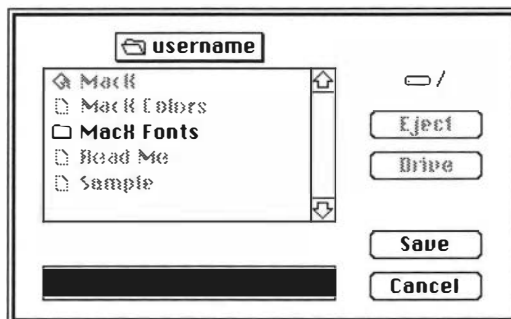 username
MacX
MacX Colors
MacX Fonts
Read Me
Sample
/
Eject
Drive
Save
Cancel